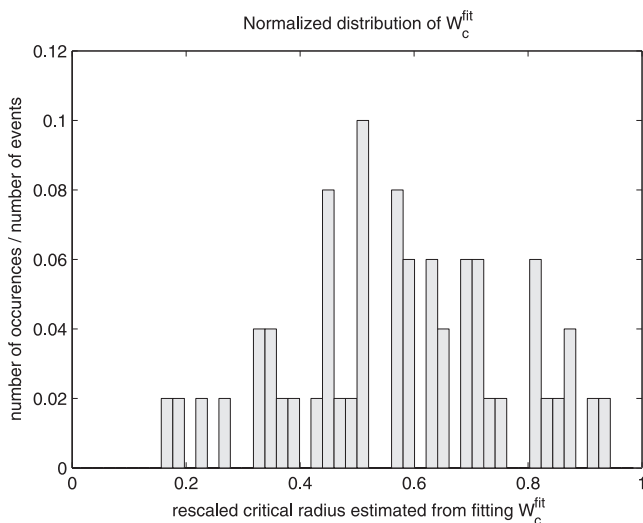 Normalized distribution of W_c^fit
0.12
0.1
0.08
0.06
0.04
0.02
0
number of occurences / number of events
0 0.2 0.4 0.6 0.8 1
rescaled critical radius estimated from fitting W_c^fit